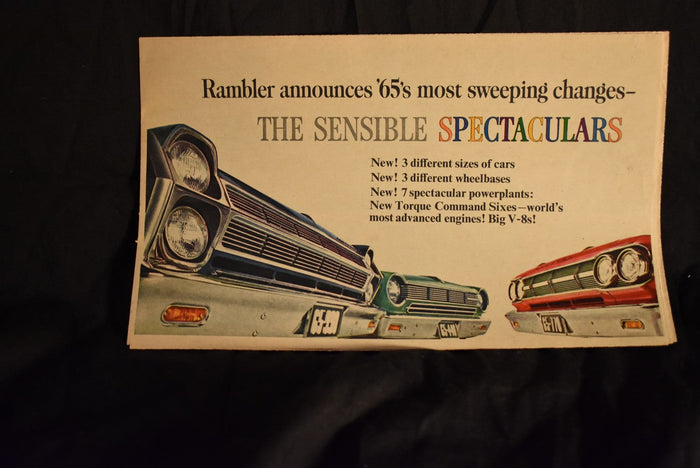 Rambler announces '65's most sweeping changes–
THE SENSIBLE SPECTACULARS
New! 3 different sizes of cars
New! 3 different wheelbases
New! 7 spectacular powerplants:
New Torque Command Sixes–world's
most advanced engines! Big V-8s!